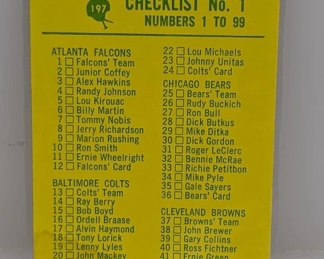 197
CHECKLIST No. 1
NUMBERS 1 TO 99
ATLANTA FALCONS
1 Falcons' Team
2 Junior Coffey
3 Alex Hawkins
4 Randy Johnson
5 Lou Kirouac
6 Billy Martin
7 Tommy Nobis
8 Jerry Richardson
9 Marion Rushing
10 Ron Smith
11 Ernie Wheelwright
12 Falcons' Card
BALTIMORE COLTS
13 Colts' Team
14 Ray Berry
15 Bob Boyd
16 Ordell Braase
17 Alvin Haymond
18 Tony Lorick
19 Lenny Lyles
20 John Mackey
22 Lou Michaels
23 Johnny Unitas
24 Colts' Card
CHICAGO BEARS
25 Bears' Team
26 Rudy Bukich
27 Ron Bull
28 Dick Butkus
29 Mike Ditka
30 Dick Gordon
31 Roger LeClerc
32 Bennie McRae
33 Richie Petitbon
34 Mike Pyle
35 Gale Sayers
36 Bears' Card
CLEVELAND BROWNS
37 Browns' Team
38 John Brewer
39 Gary Collins
40 Ross Fichtner
41 Ernie Green